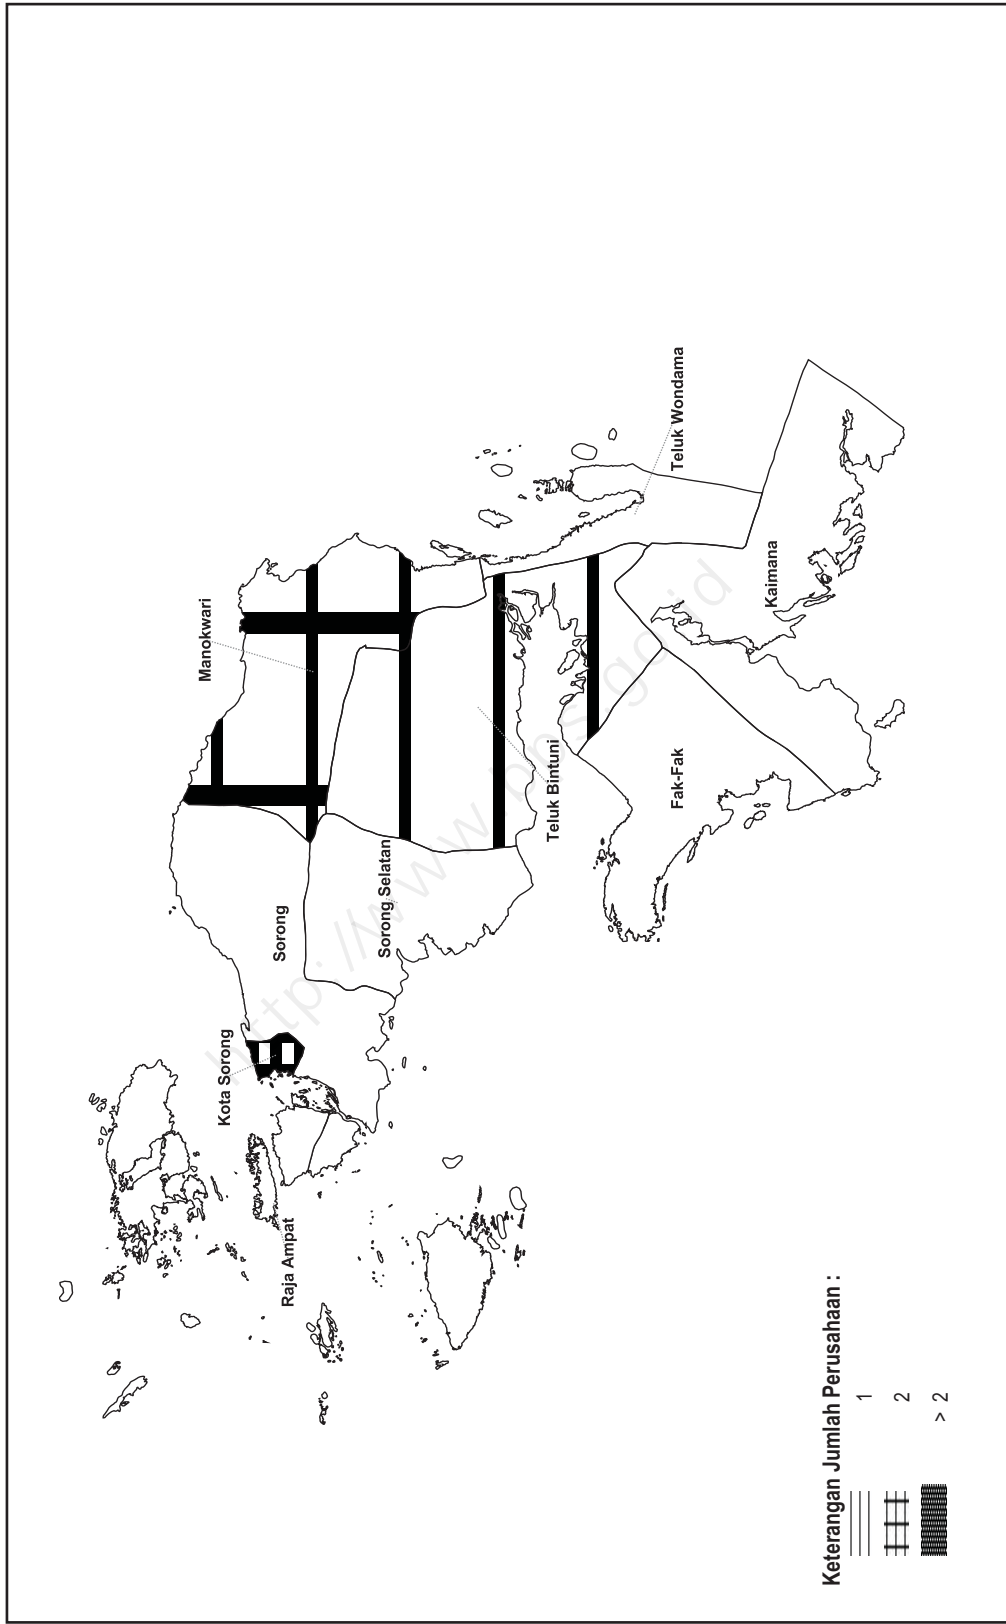 Manokwari
Teluk Wondama
Kaimana
Teluk Bintuni
Fak-Fak
Sorong
Sorong Selatan
Kota Sorong
Raja Ampat
Keterangan Jumlah Perusahaan :
1
2
> 2